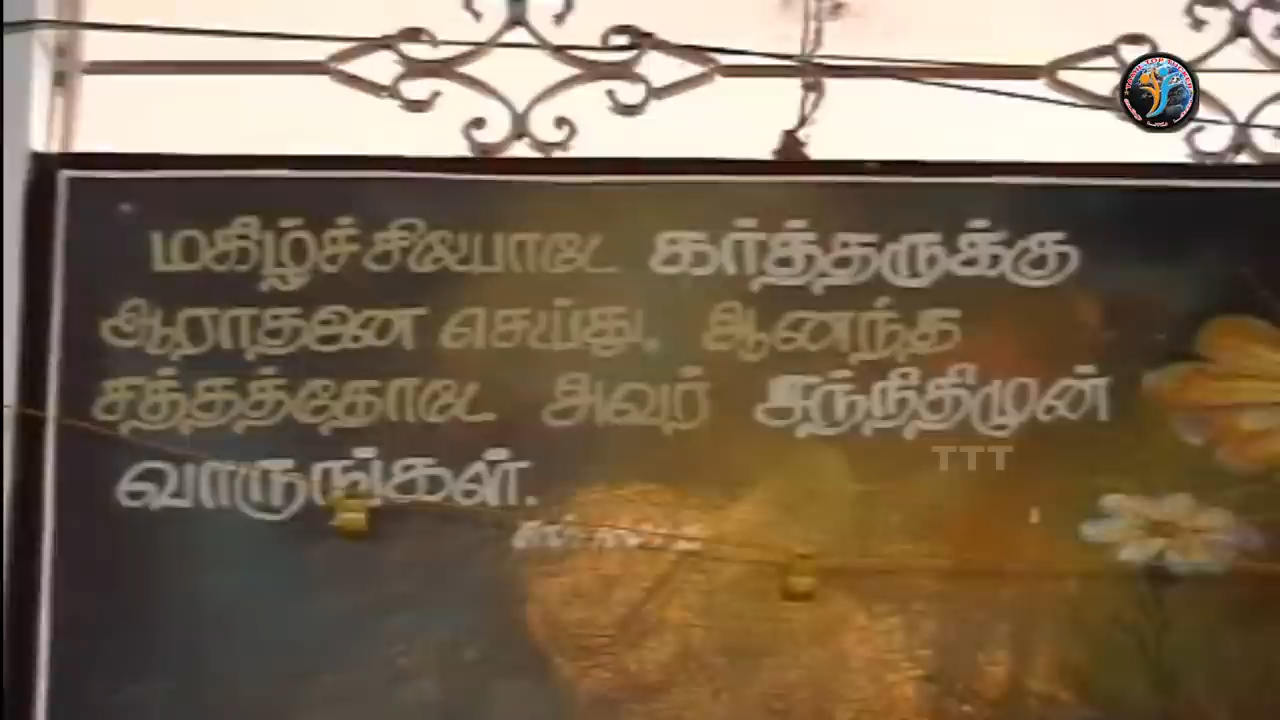 மகிழ்ச்சியோடே கர்த்தருக்கு
ஆராதனை செய்து, ஆனந்த
சத்தத்தோடே அவர் சந்நிதிமுன்
வாருங்கள்.
TTT